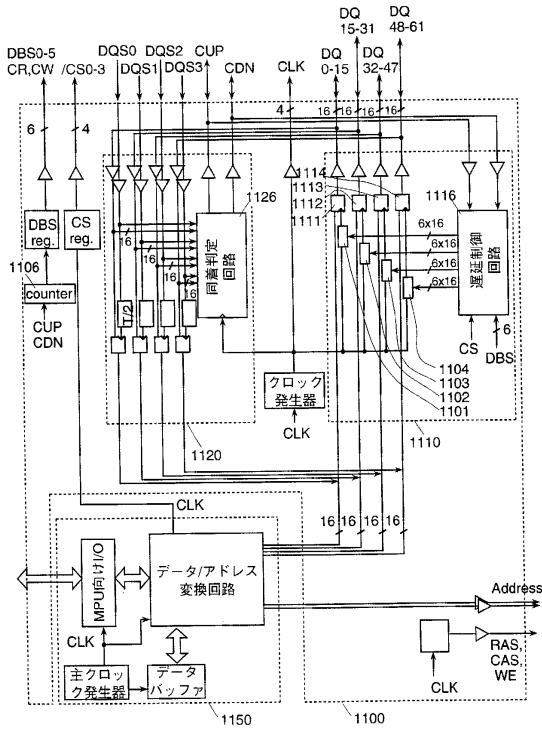 DQ
15-31
DQ
48-61
DBS0-5
CR,CW
/CS0-3
DQS0
DQS1
DQS2
DQS3
CUP
CDN
CLK
DQ
0-15
DQ
32-47
6
4
4
16
16
16
16
1126
1114
1113
1112
1111
1116
DBS
reg.
CS
reg.
16
16
16
16
同着判定
回路
6x16
6x16
6x16
6x16
遅延制御
回路
1106
counter
CUP
CDN
T/2
CS
6
DBS
1104
1103
1102
1101
クロック
発生器
CLK
1120
1110
CLK
16
16
16
16
MPU向けI/O
データ/アドレス
変換回路
CLK
Address
主クロッ
ク発生器
データ
バッファ
RAS,
CAS,
WE
CLK
1150
1100